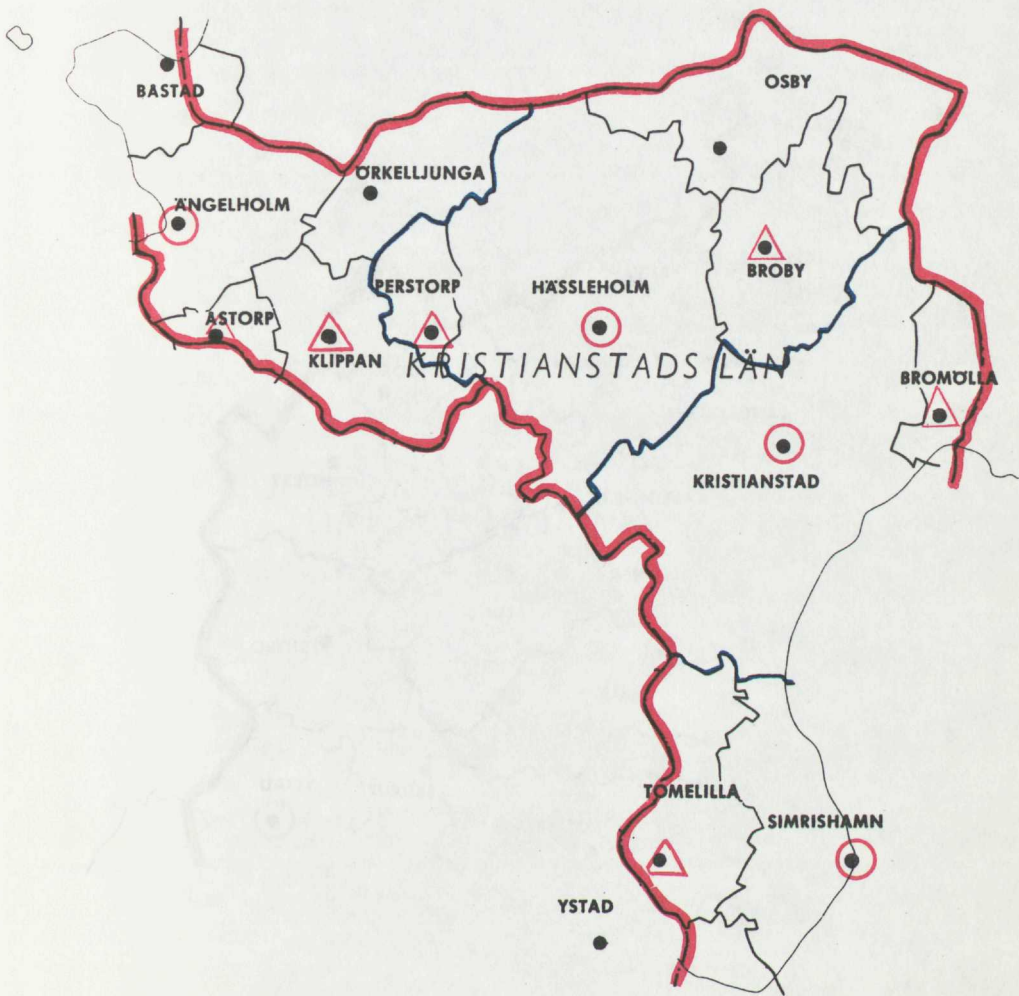 OSBY
BASTAD
ÖRKELLJUNGA
ÄNGELHOLM
BROBY
PERSTORP
HÄSSLEHOLM
ÅSTORP
KLIPPAN
KRISTIANSTADS LÄN
BROMÖLLA
KRISTIANSTAD
TOMELILLA
SIMRISHAMN
YSTAD